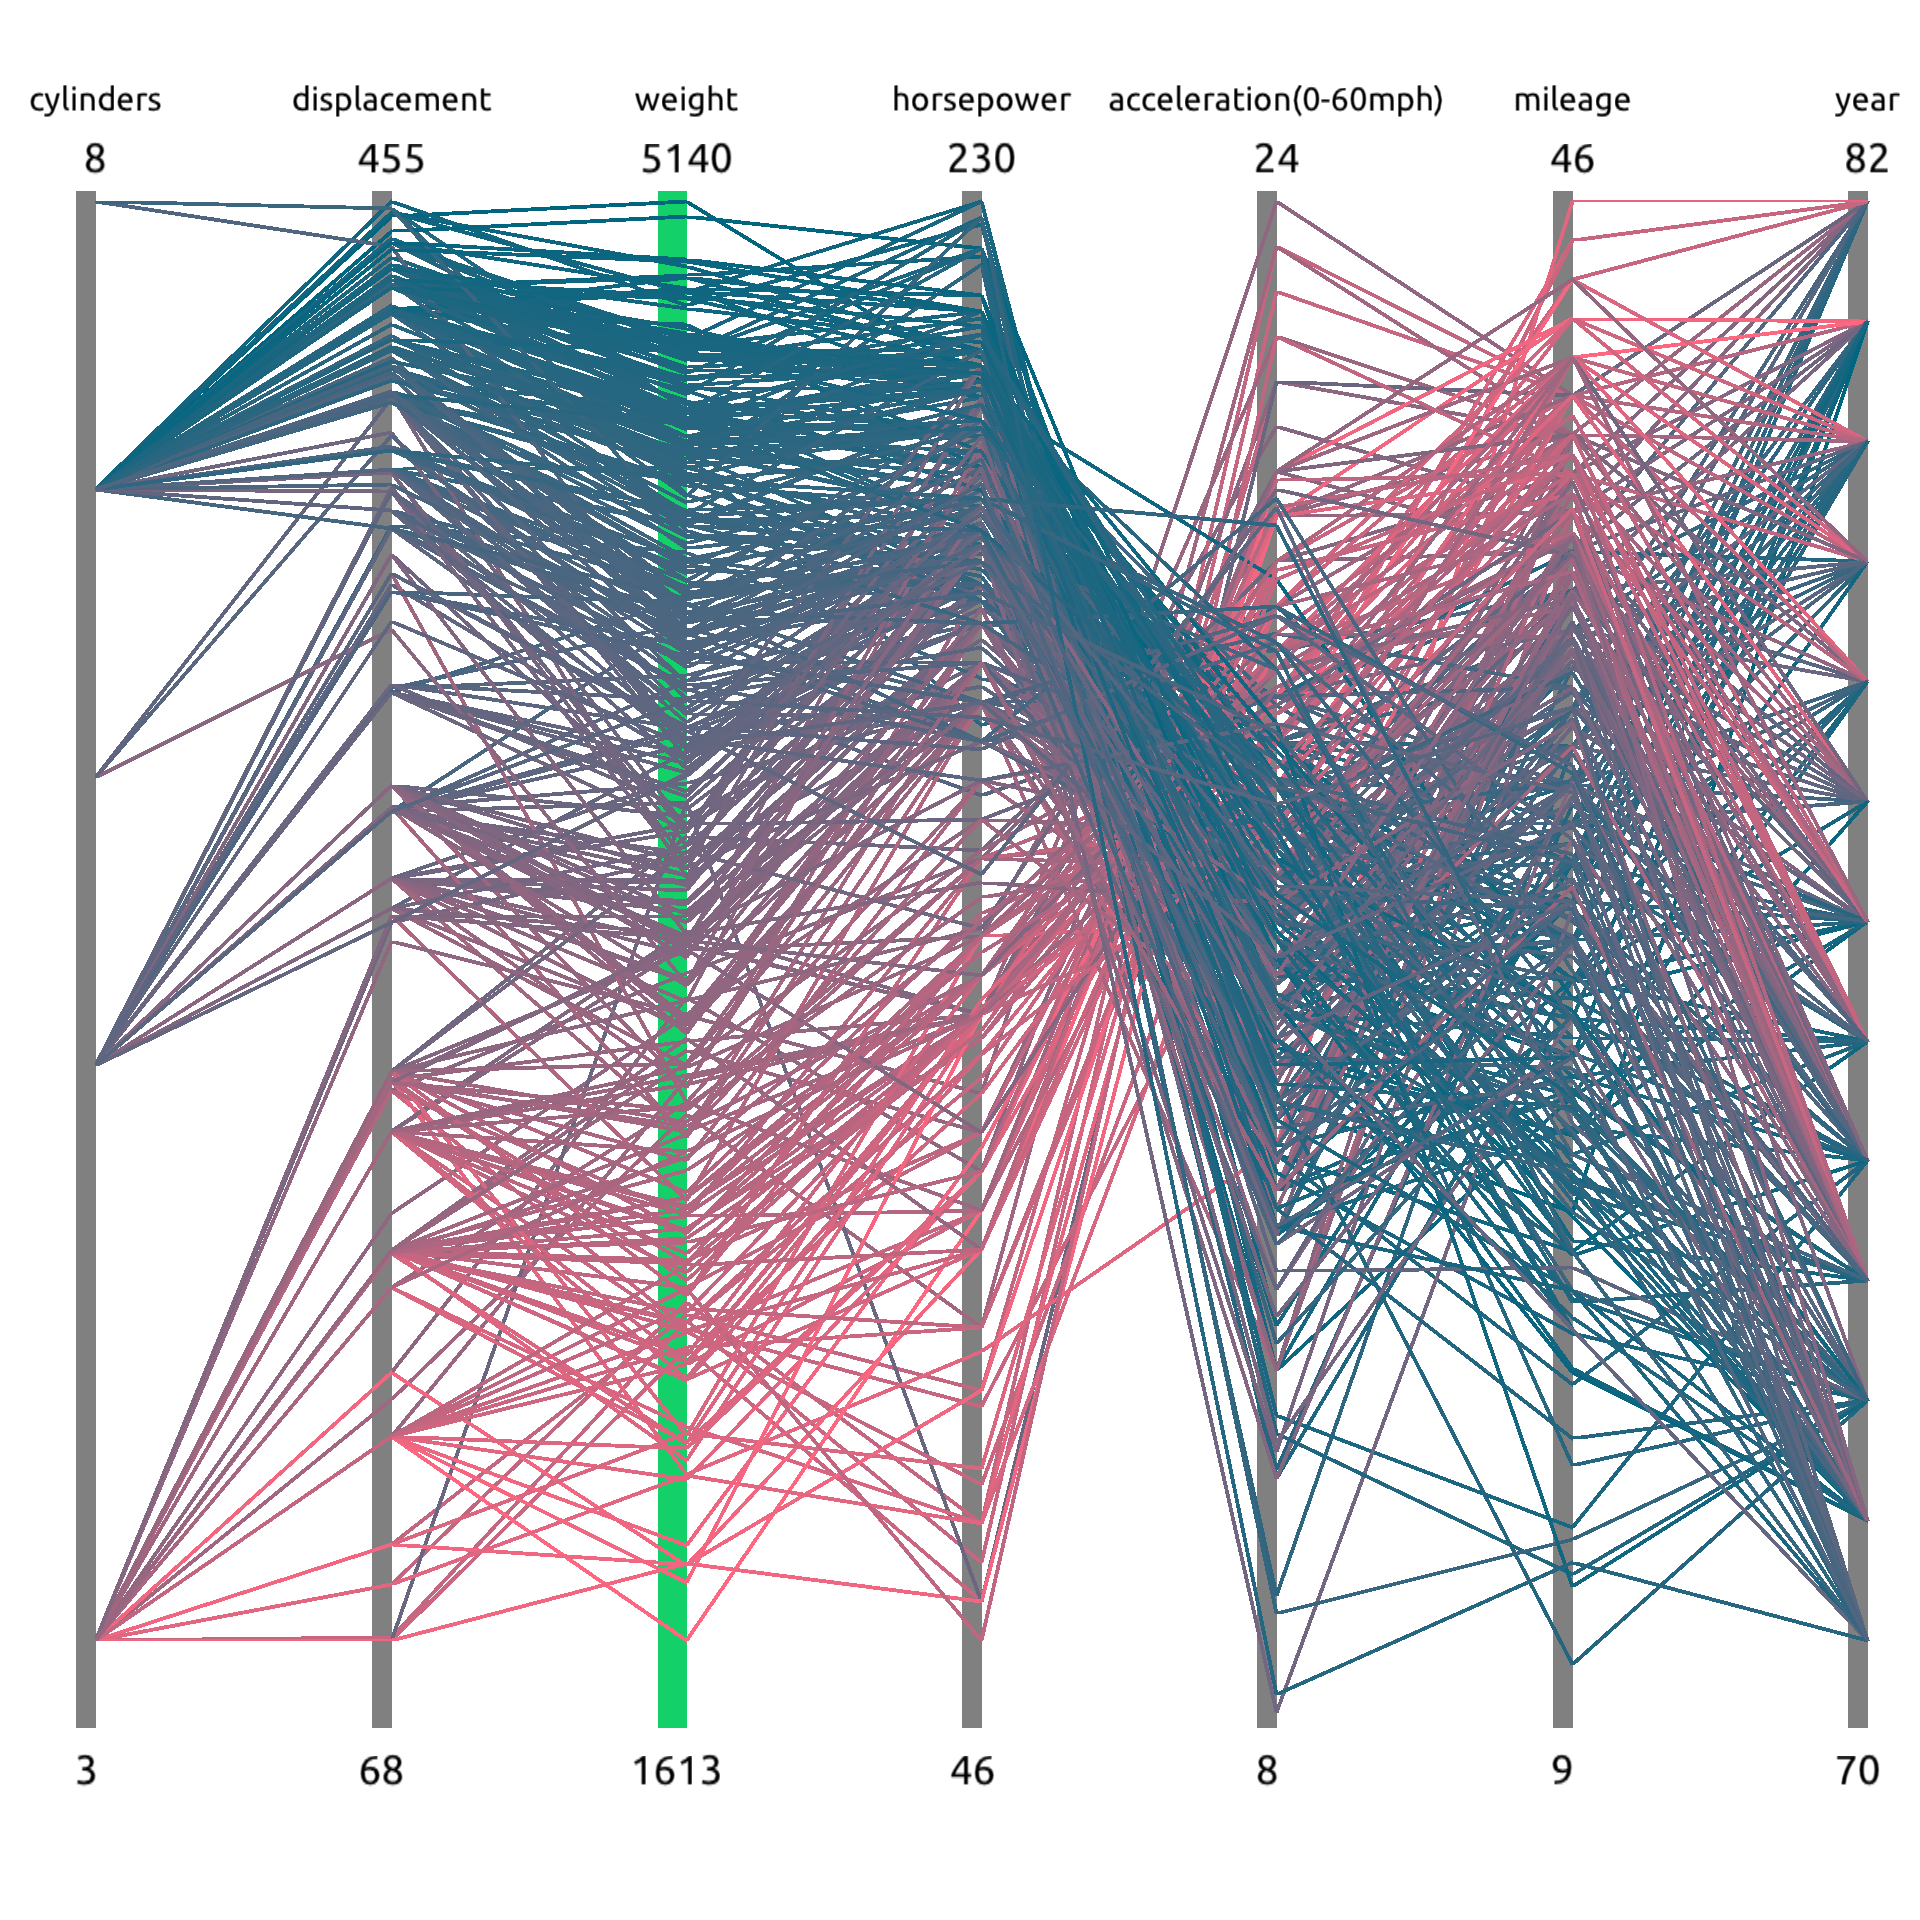 cylinders displacement weight horsepower acceleration(0-60mph) mileage year
8 455 5140 230 24 46 82
3 68 1613 46 8 9 70